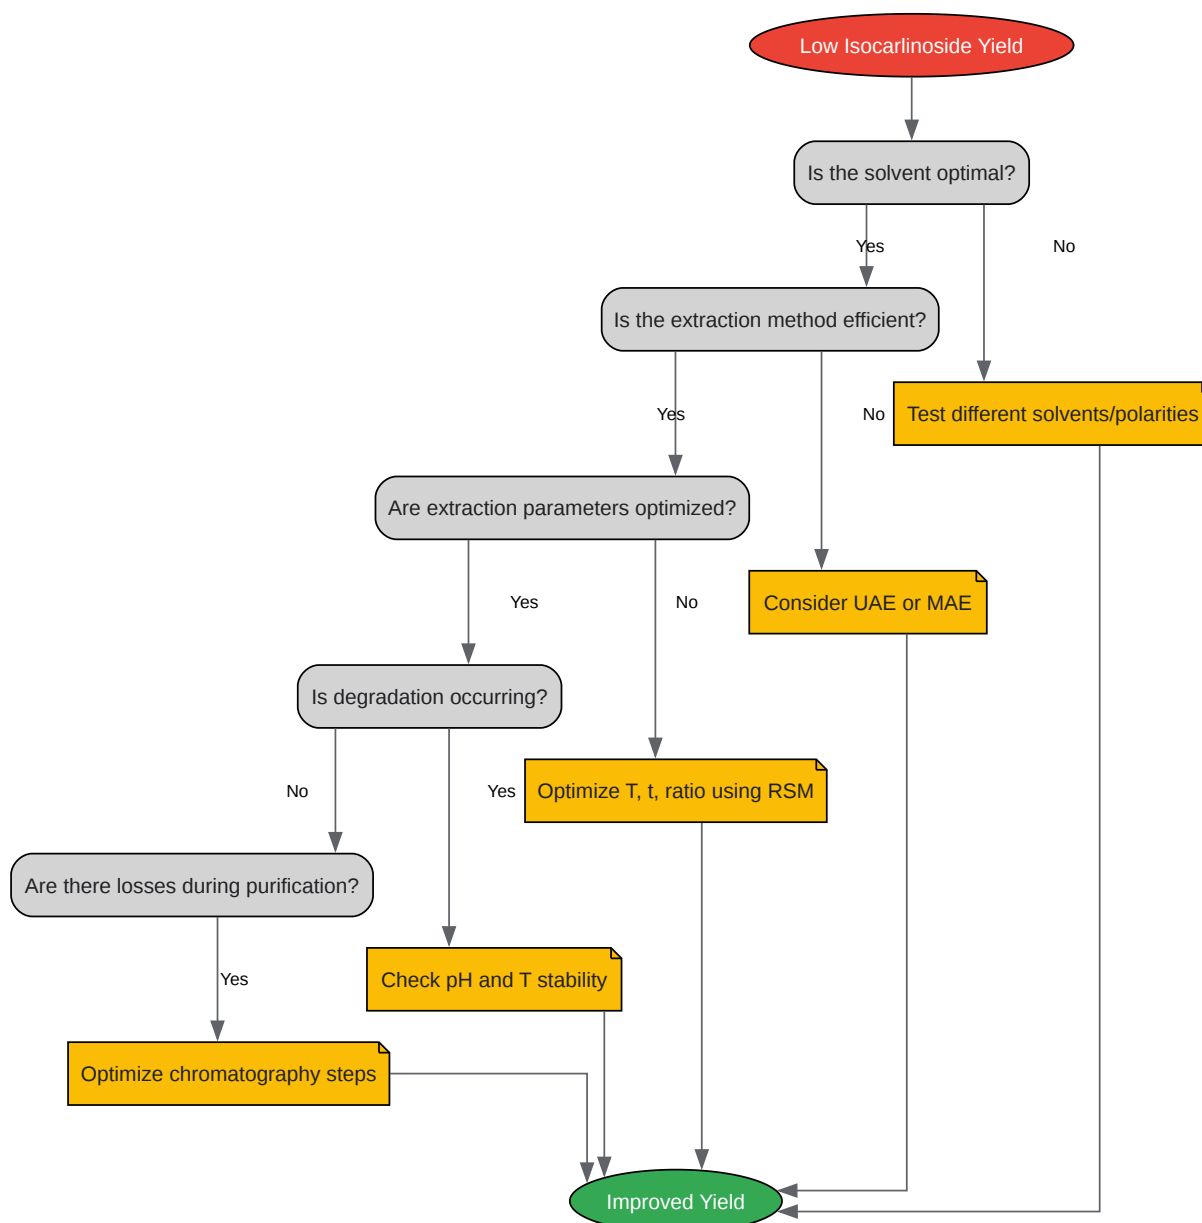 Low Isocarlinoside Yield
Is the solvent optimal?
Yes
No
Is the extraction method efficient?
Yes
No
Test different solvents/polarities
Are extraction parameters optimized?
Yes
No
Consider UAE or MAE
Is degradation occurring?
No
Yes
Optimize T, t, ratio using RSM
Are there losses during purification?
Yes
Check pH and T stability
Optimize chromatography steps
Improved Yield